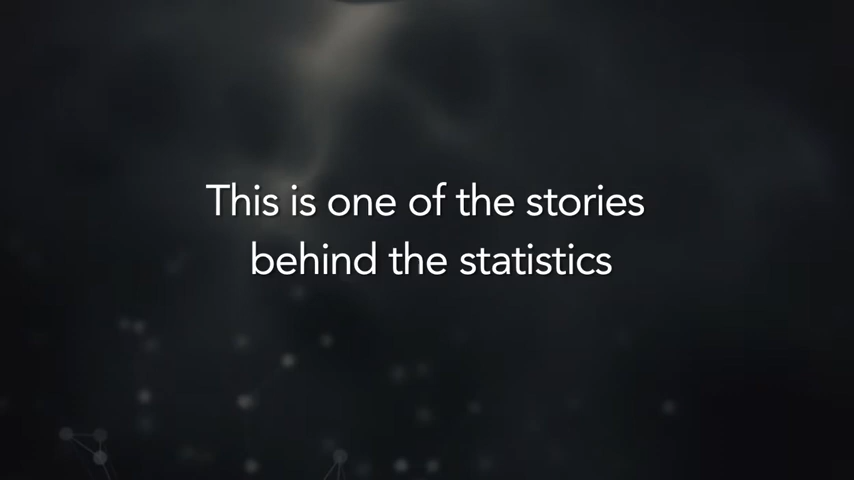 This is one of the stories
behind the statistics